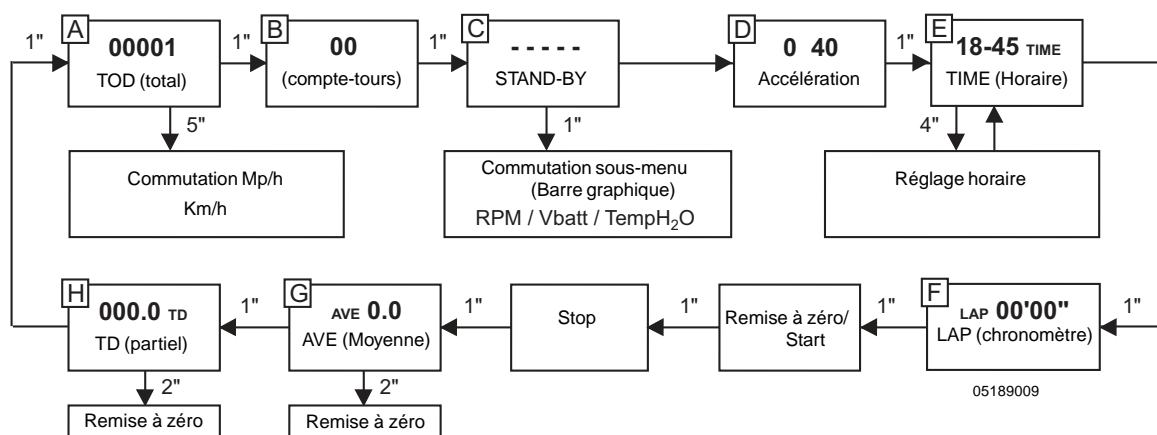 A
00001
TOD (total)
1"
1"
5"
Commutation Mp/h
Km/h
B
00
(compte-tours)
1"
C
- - - - -
STAND-BY
1"
Commutation sous-menu
(Barre graphique)
RPM / Vbatt / TempH₂O
D
0 40
Accélération
1"
E
18-45 TIME
TIME (Horaire)
4"
Réglage horaire
1"
F
LAP 00'00"
LAP (chronomètre)
05189009
1"
Remise à zéro/
Start
1"
Stop
1"
G
AVE 0.0
AVE (Moyenne)
2"
Remise à zéro
1"
H
000.0 TD
TD (partiel)
2"
Remise à zéro